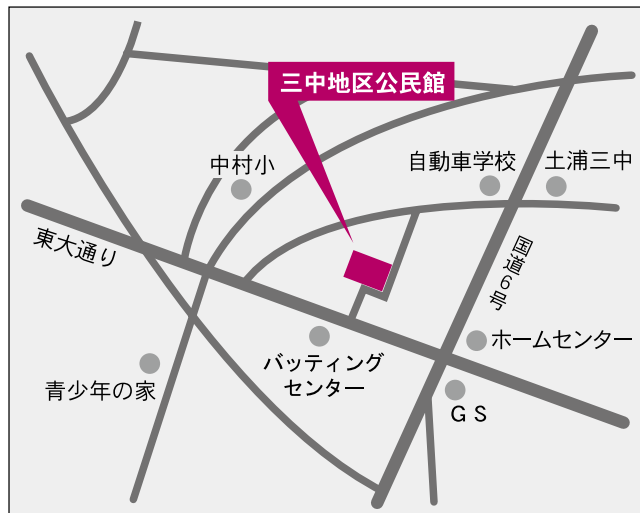 三中地区公民館
中村小
自動車学校
土浦三中
東大通り
国道6号
ホームセンター
バッティング
センター
青少年の家
GS